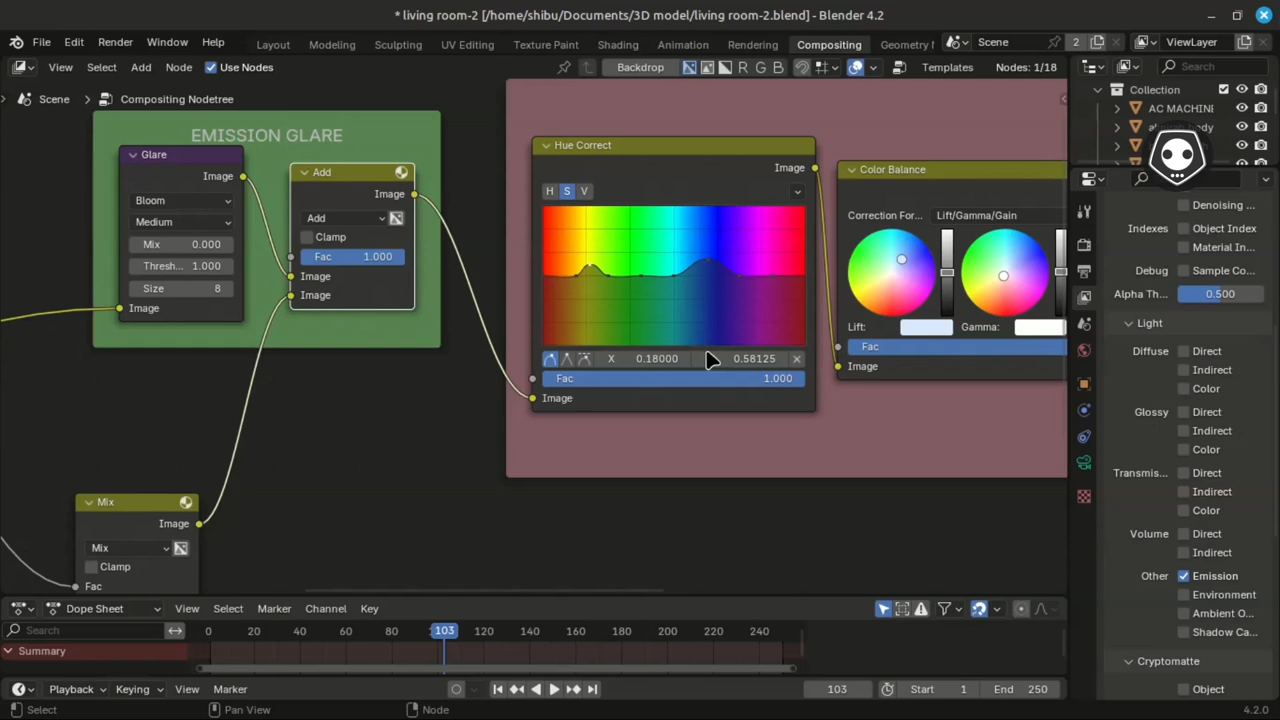 * living room-2 [/home/shibu/Documents/3D model/living room-2.blend] - Blender 4.2
File Edit Render Window Help Layout Modeling Sculpting UV Editing Texture Paint Shading Animation Rendering Compositing Geometry Scene 2 ViewLayer
View Select Add Node Use Nodes Backdrop R G B Templates Nodes: 1/18 Search
Scene > Compositing Nodetree
Collection
AC MACHINE
EMISSION GLARE
Glare
Image
Bloom
Medium
Mix 0.000
Thresh... 1.000
Size 8
Image
Add
Image
Add
Clamp
Fac 1.000
Image
Image
Hue Correct
Image
H S V
X 0.18000 0.58125
Fac 1.000
Image
Color Balance
Correction For... Lift/Gamma/Gain
Lift: Gamma:
Fac
Image
Mix
Image
Mix
Clamp
Fac
Denoising ...
Indexes Object Index
Material In...
Debug Sample Co...
Alpha Th... 0.500
Light
Diffuse Direct
Indirect
Color
Glossy Direct
Indirect
Color
Transmis... Direct
Indirect
Color
Volume Direct
Indirect
Other Emission
Environment
Ambient O...
Shadow Ca...
Cryptomatte
Object
Dope Sheet View Select Marker Channel Key
Search 0 20 40 60 80 103 120 140 160 180 200 220 240
Summary
Playback Keying View Marker 103 Start 1 End 250
Select Pan View Node 4.2.0